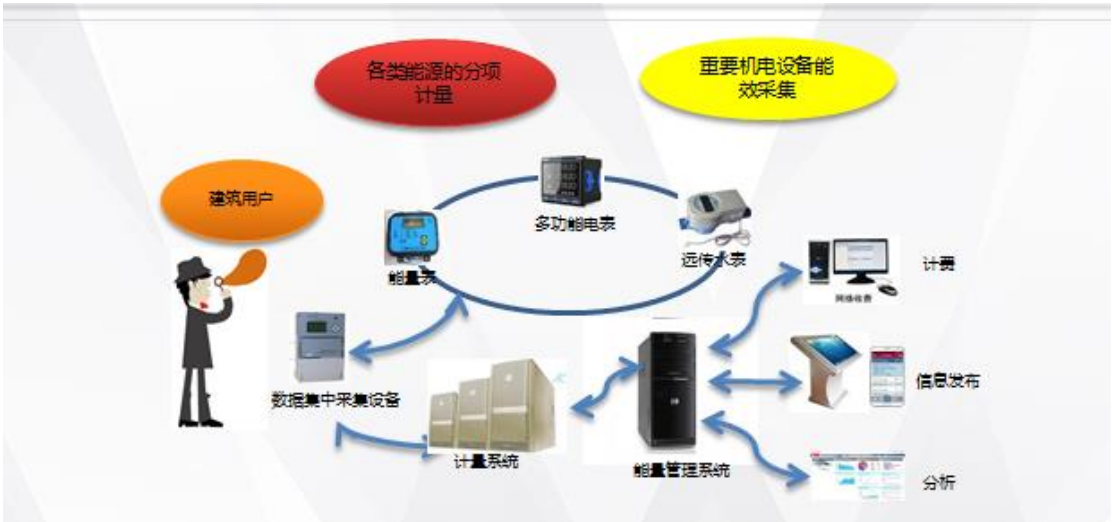 各类能源的分项
计量
重要机电设备能
效采集
建筑用户
多功能电表
能量表
远传水表
计费
网络收费
信息发布
数据集中采集设备
计量系统
能量管理系统
分析